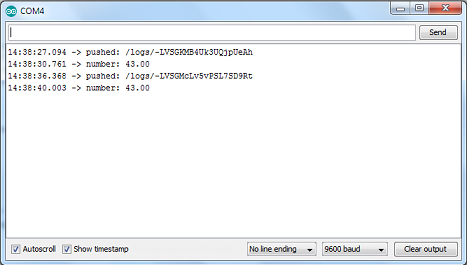 COM4
Send
14:38:27.094 -> pushed: /logs/-LVSGKMB4Uk3UQjpUeAh
14:38:30.761 -> number: 43.00
14:38:36.368 -> pushed: /logs/-LVSGMcLv5vPSL7SD9Rt
14:38:40.003 -> number: 43.00
Autoscroll Show timestamp No line ending 9600 baud Clear output